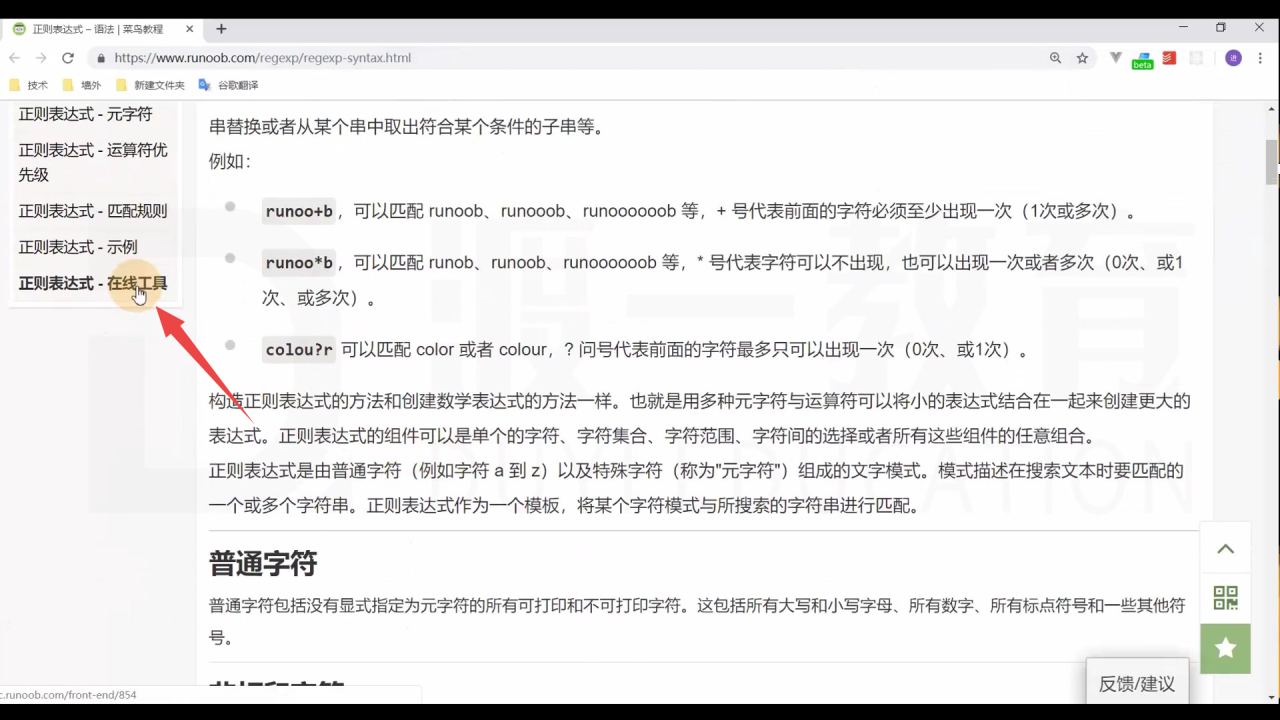 正则表达式 – 语法 | 菜鸟教程
https://www.runoob.com/regexp/regexp-syntax.html
beta
进
技术
墙外
新建文件夹
谷歌翻译
正则表达式 - 元字符
正则表达式 - 运算符优
先级
正则表达式 - 匹配规则
正则表达式 - 示例
正则表达式 - 在线工具
串替换或者从某个串中取出符合某个条件的子串等。
例如：
runoo+b，可以匹配 runoob、runooob、runoooooob 等，+ 号代表前面的字符必须至少出现一次（1次或多次）。
runoo*b，可以匹配 runob、runoob、runoooooob 等，* 号代表字符可以不出现，也可以出现一次或者多次（0次、或1
次、或多次）。
colou?r 可以匹配 color 或者 colour，? 问号代表前面的字符最多只可以出现一次（0次、或1次）。
构造正则表达式的方法和创建数学表达式的方法一样。也就是用多种元字符与运算符可以将小的表达式结合在一起来创建更大的
表达式。正则表达式的组件可以是单个的字符、字符集合、字符范围、字符间的选择或者所有这些组件的任意组合。
正则表达式是由普通字符（例如字符 a 到 z）以及特殊字符（称为"元字符"）组成的文字模式。模式描述在搜索文本时要匹配的
一个或多个字符串。正则表达式作为一个模板，将某个字符模式与所搜索的字符串进行匹配。
渡一教育
DUYI EDUCATION
普通字符
普通字符包括没有显式指定为元字符的所有可打印和不可打印字符。这包括所有大写和小写字母、所有数字、所有标点符号和一些其他符
号。
非打印字符
反馈/建议
c.runoob.com/front-end/854